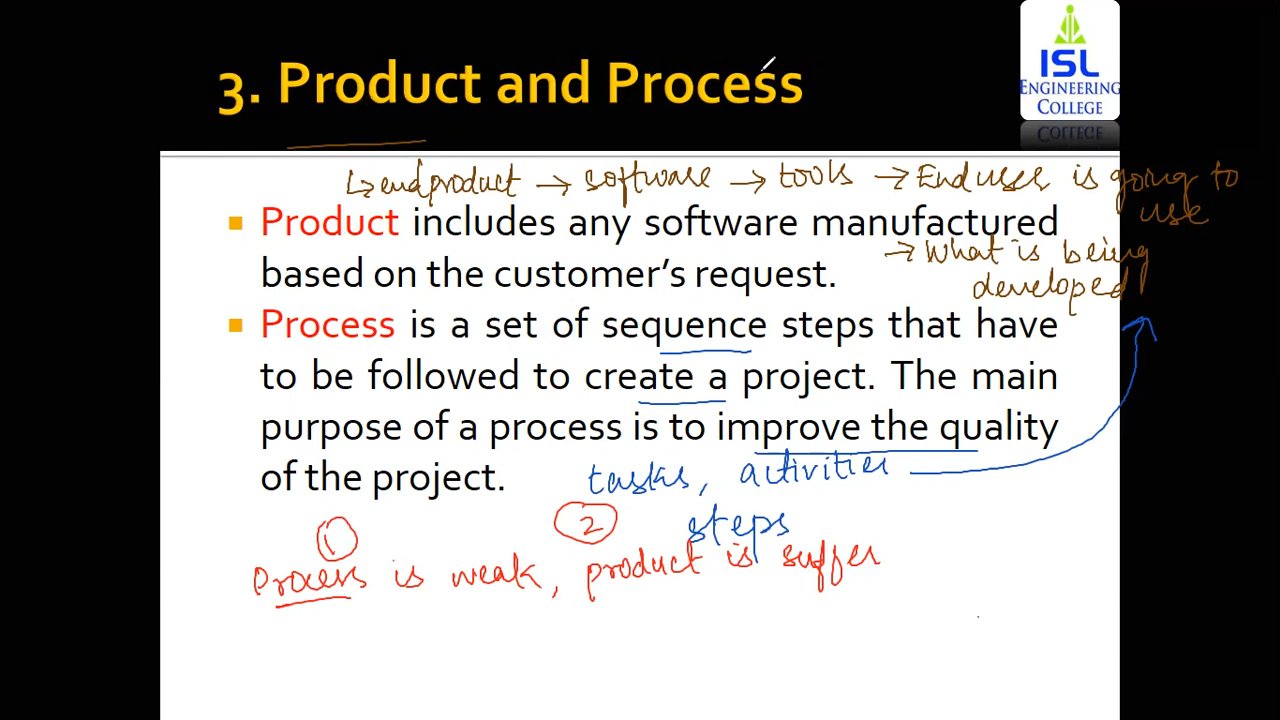 3. Product and Process
ISL
ENGINEERING
COLLEGE
↳ end product → software → tools → End user is going to
use
Product includes any software manufactured
→ What is being
based on the customer's request.
developed
Process is a set of sequence steps that have
to be followed to create a project. The main
purpose of a process is to improve the quality
of the project.
tasks, activities
steps
1
2
Process is weak, product is suffer